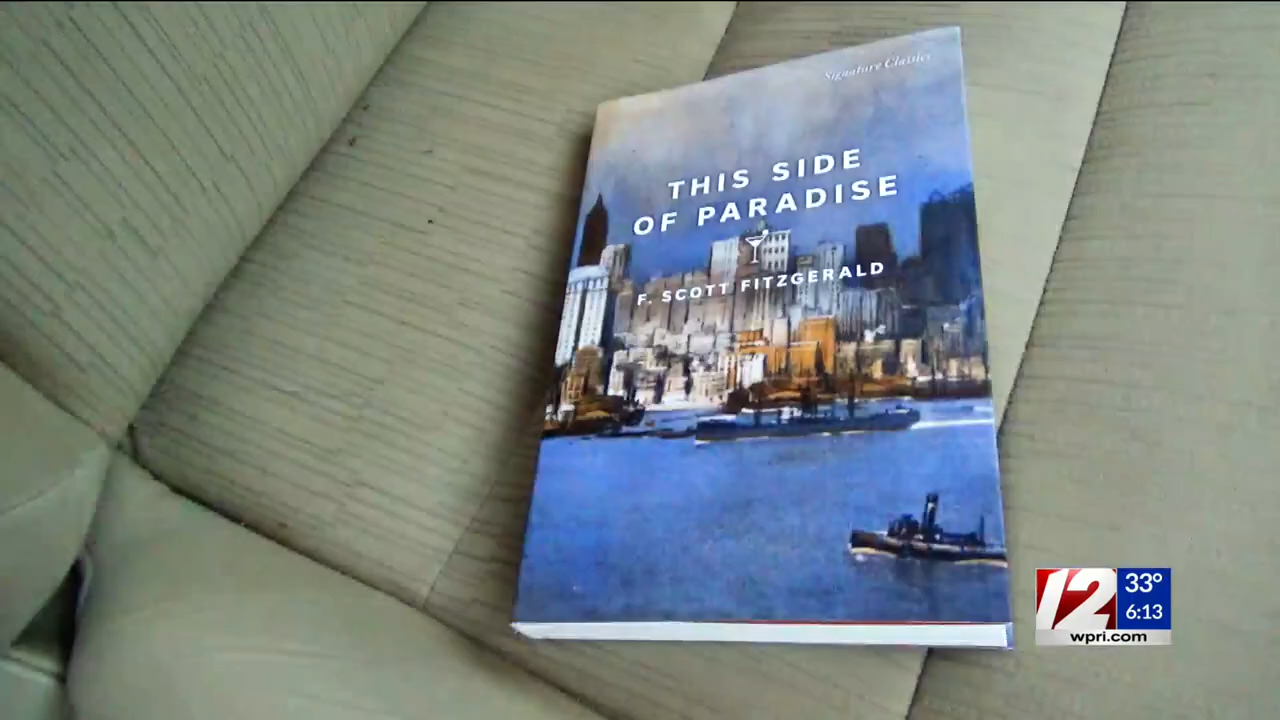 Signature Classics
THIS SIDE
OF PARADISE
F. SCOTT FITZGERALD
12
33°
6:13
wpri.com